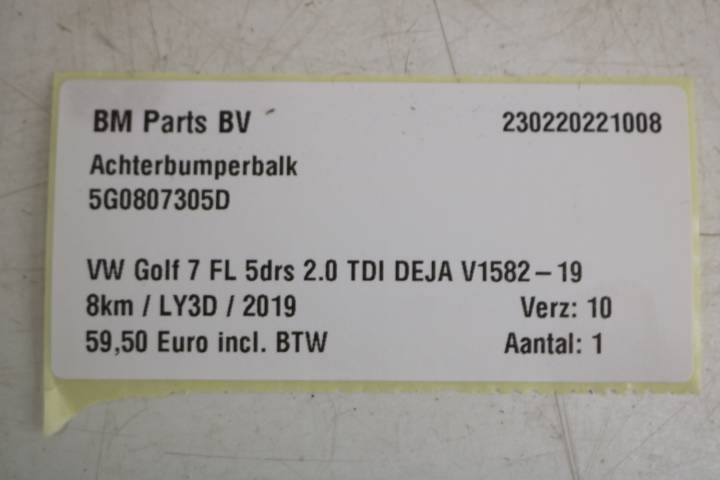 BM Parts BV 230220221008
Achterbumperbalk
5G0807305D
VW Golf 7 FL 5drs 2.0 TDI DEJA V1582 – 19
8km / LY3D / 2019 Verz: 10
59,50 Euro incl. BTW Aantal: 1